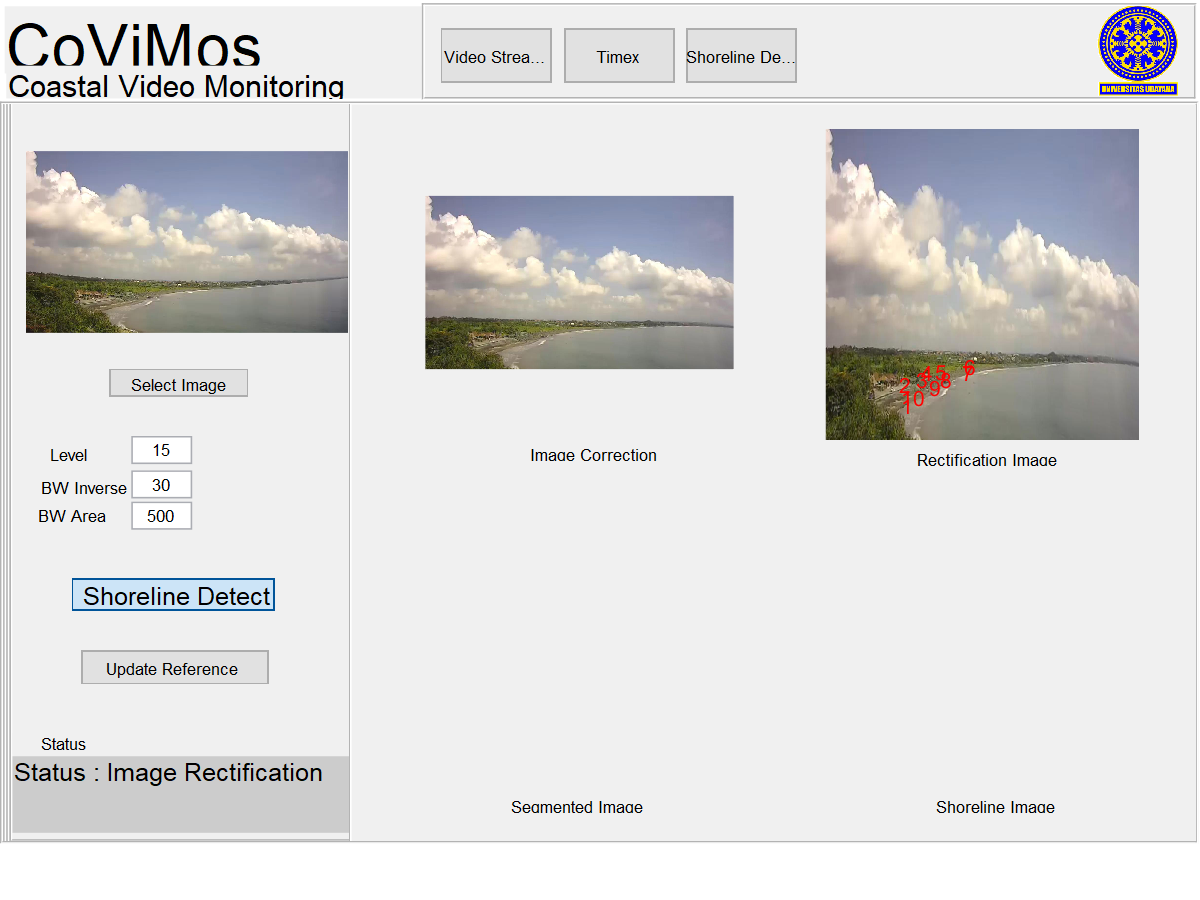 CoViMos
Coastal Video Monitoring
Video Strea...
Timex
Shoreline De...
UNIVERSITAS UDAYANA
Select Image
Level 15
BW Inverse 30
BW Area 500
Shoreline Detect
Update Reference
Status
Status : Image Rectification
Image Correction
2 3 4 5 6
7 8 9
10
Rectification Image
Segmented Image
Shoreline Image